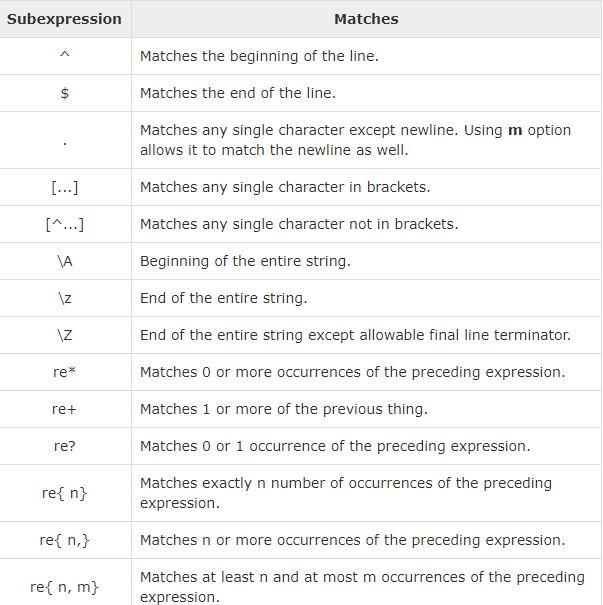 Subexpression Matches
^ Matches the beginning of the line.
$ Matches the end of the line.
. Matches any single character except newline. Using m option
allows it to match the newline as well.
[...] Matches any single character in brackets.
[^...] Matches any single character not in brackets.
\A Beginning of the entire string.
\z End of the entire string.
\Z End of the entire string except allowable final line terminator.
re* Matches 0 or more occurrences of the preceding expression.
re+ Matches 1 or more of the previous thing.
re? Matches 0 or 1 occurrence of the preceding expression.
re{ n} Matches exactly n number of occurrences of the preceding
expression.
re{ n,} Matches n or more occurrences of the preceding expression.
re{ n, m} Matches at least n and at most m occurrences of the preceding
expression.